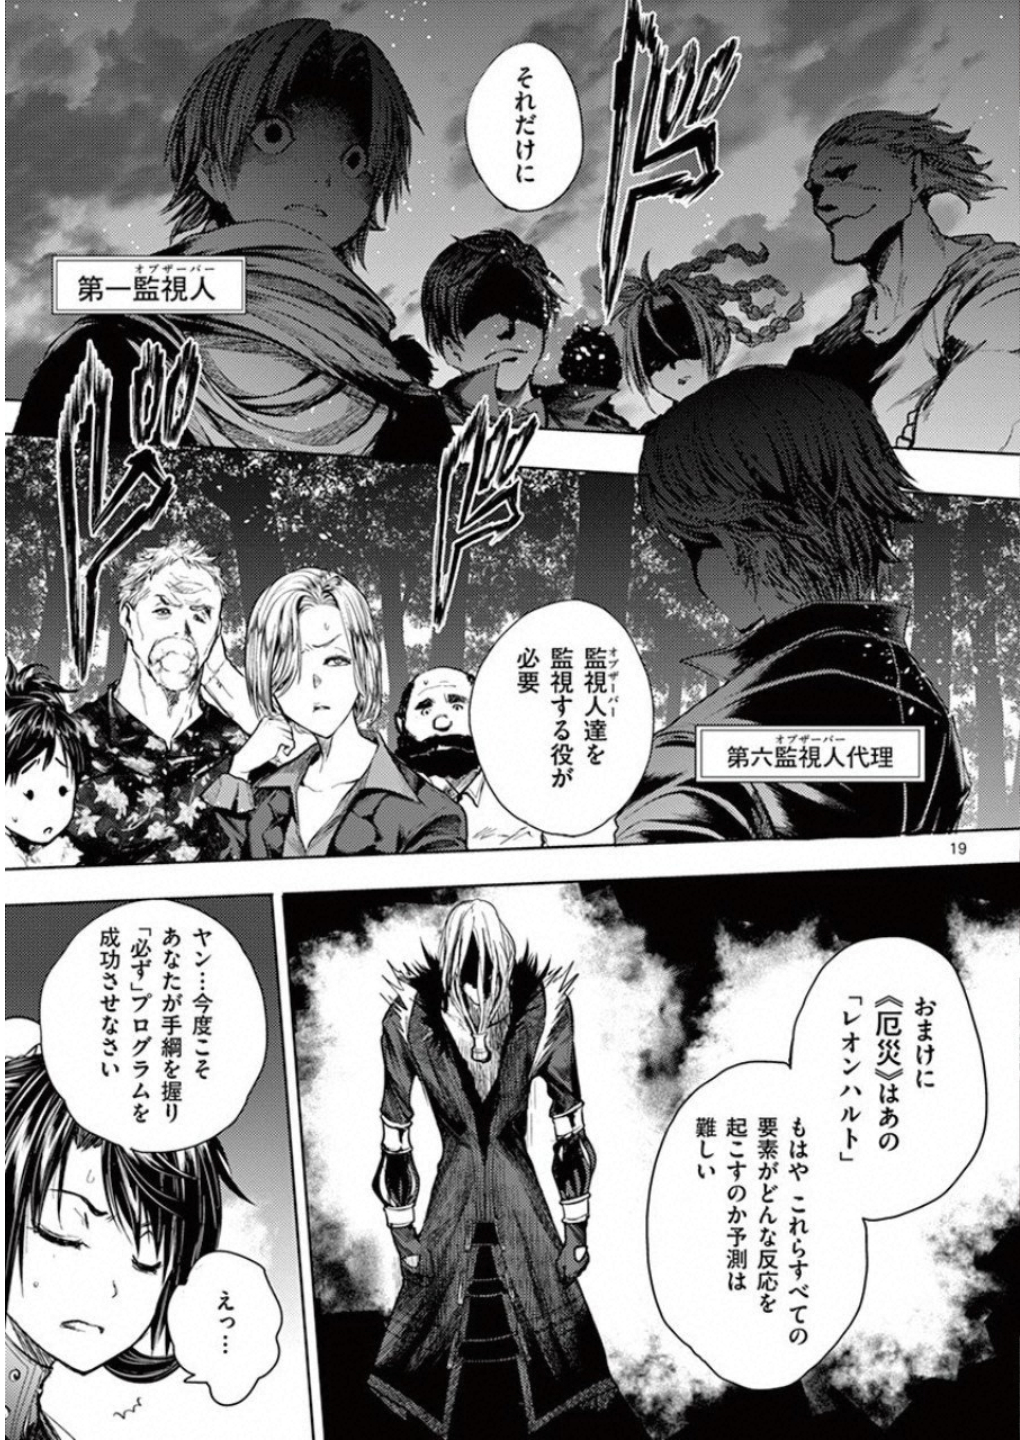 それだけに
ドドド
オブザーバー
第一監視人
ドドド
ドド
オブザーバー
監視人達を
監視する役が
必要
オブザーバー
第六監視人代理
19
おまけに
《厄災》はあの
「レオンハルト」
もはや これらすべての
要素がどんな反応を
起こすのか予測は
難しい
ヤン…今度こそ
あなたが手綱を握り
「必ず」プログラムを
成功させなさい
えっ…